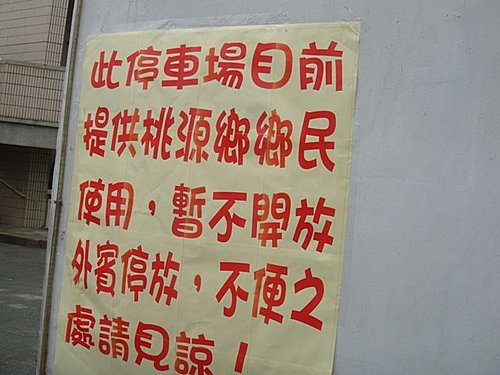 此停車場目前
提供桃源鄉鄉民
使用，暫不開放
外賓停放，不便之
處請見諒！